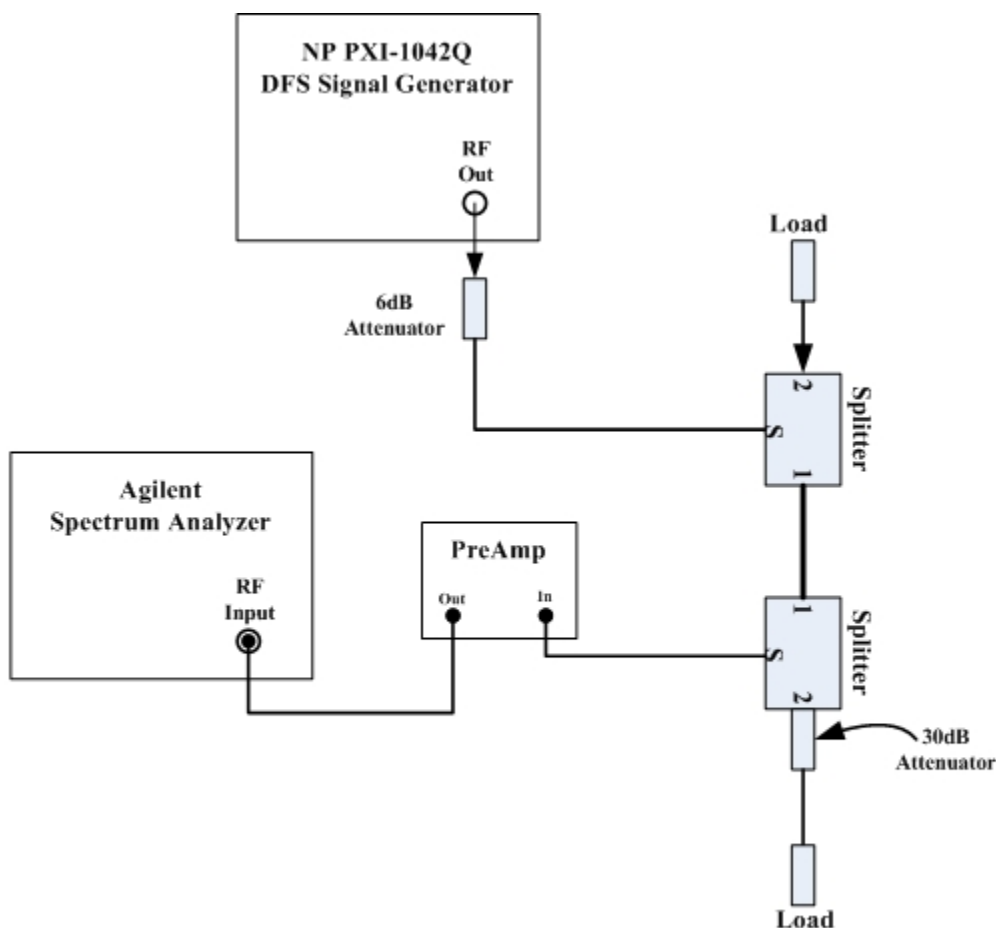 NP PXI-1042Q
DFS Signal Generator
RF
Out
Load
6dB
Attenuator
2
S
1
Splitter
Agilent
Spectrum Analyzer
RF
Input
PreAmp
Out
In
1
S
2
Splitter
30dB
Attenuator
Load